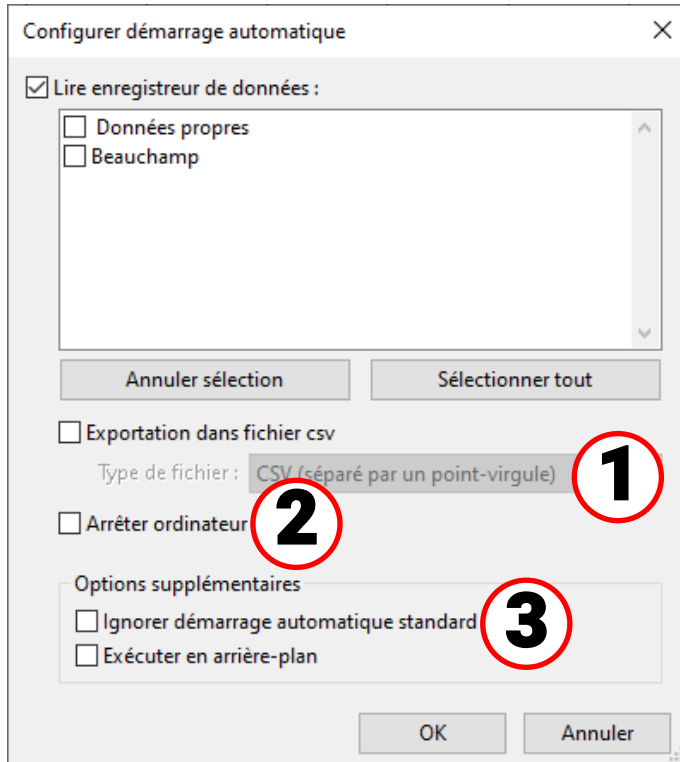 Configurer démarrage automatique
Lire enregistreur de données :
Données propres
Beauchamp
Annuler sélection
Sélectionner tout
Exportation dans fichier csv
Type de fichier : CSV (séparé par un point-virgule) 1
Arrêter ordinateur 2
Options supplémentaires
Ignorer démarrage automatique standard 3
Exécuter en arrière-plan
OK
Annuler